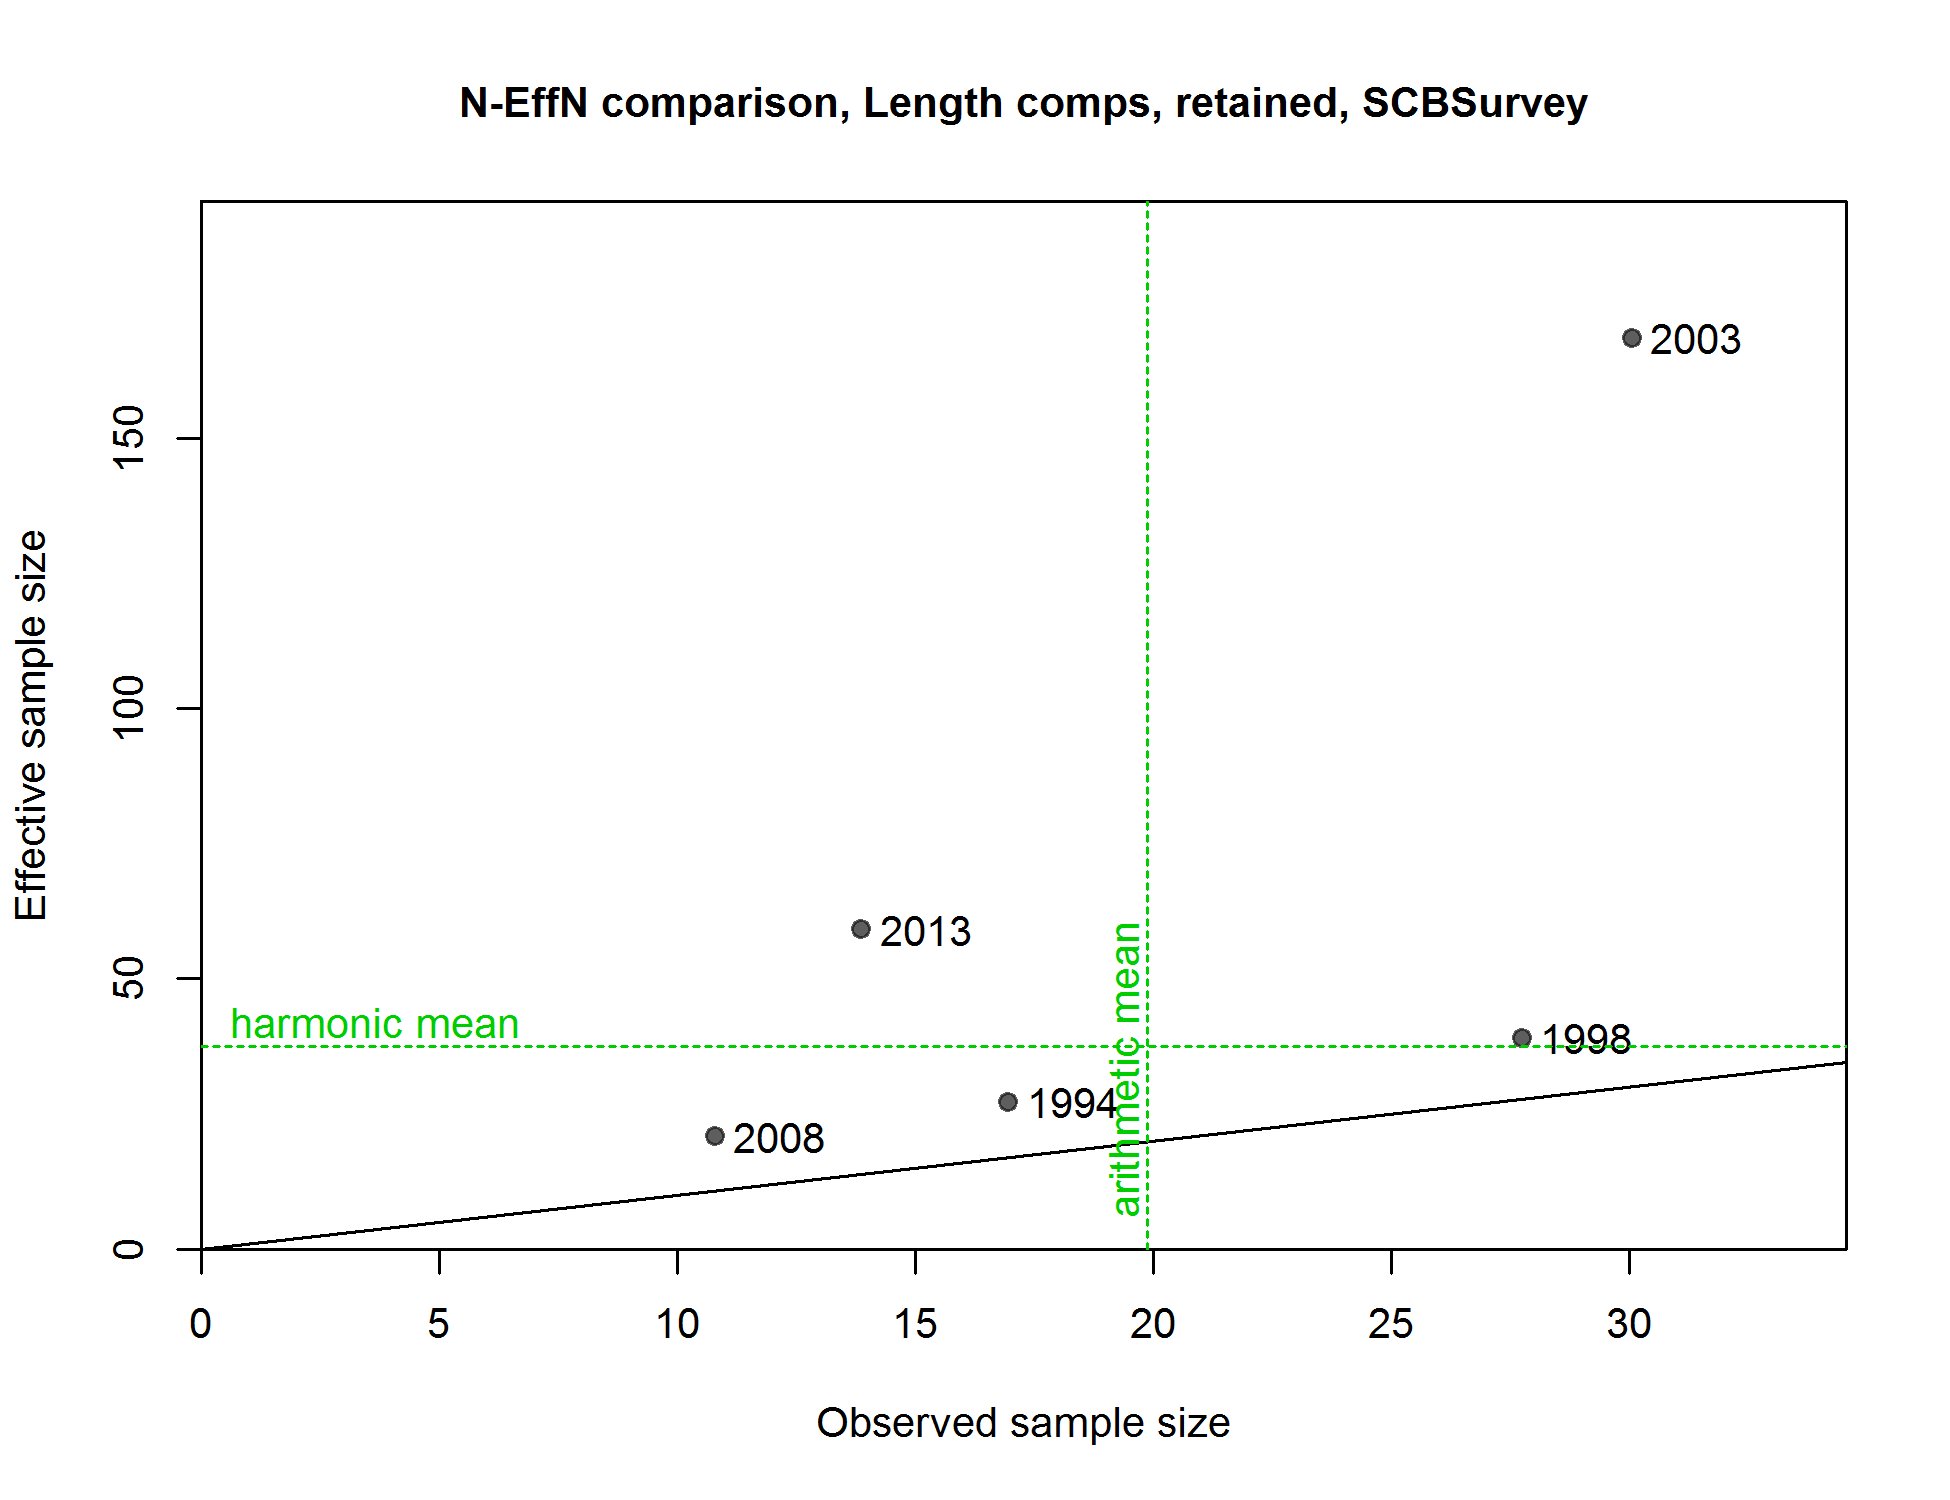 N-EffN comparison, Length comps, retained, SCBSurvey
Effective sample size
150
100
50
0
2003
2013
harmonic mean
arithmetic mean
1998
1994
2008
0 5 10 15 20 25 30
Observed sample size